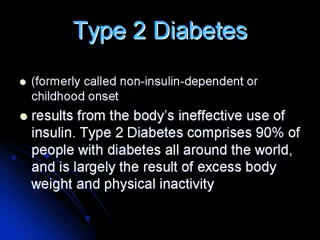 Type 2 Diabetes
(formerly called non-insulin-dependent or
childhood onset
results from the body's ineffective use of
insulin. Type 2 Diabetes comprises 90% of
people with diabetes all around the world,
and is largely the result of excess body
weight and physical inactivity